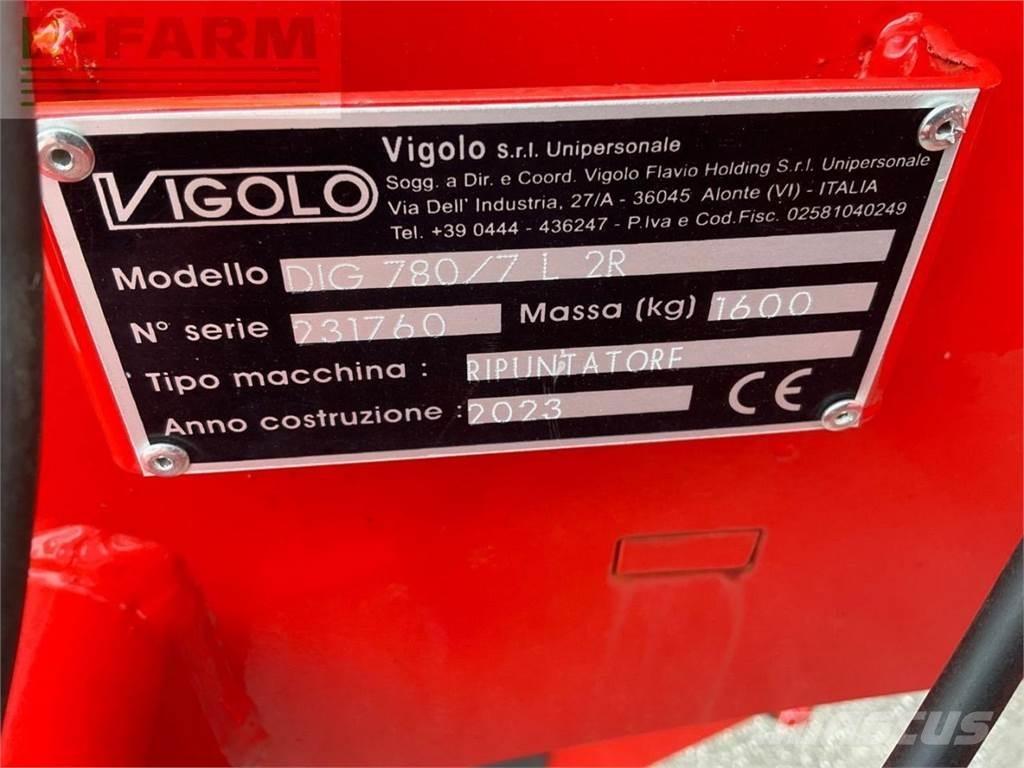 FARM
VIGOLO
Vigolo S.r.l. Unipersonale
Sogg. a Dir. e Coord. Vigolo Flavio Holding S.r.l. Unipersonale
Via Dell' Industria, 27/A - 36045 Alonte (VI) - ITALIA
Tel. +39 0444 - 436247 - P.Iva e Cod.Fisc. 02581040249
Modello DIG 780/7 L 2R
N° serie 231760 Massa (kg) 1600
Tipo macchina : RIPUNTATORE
Anno costruzione : 2023 CE